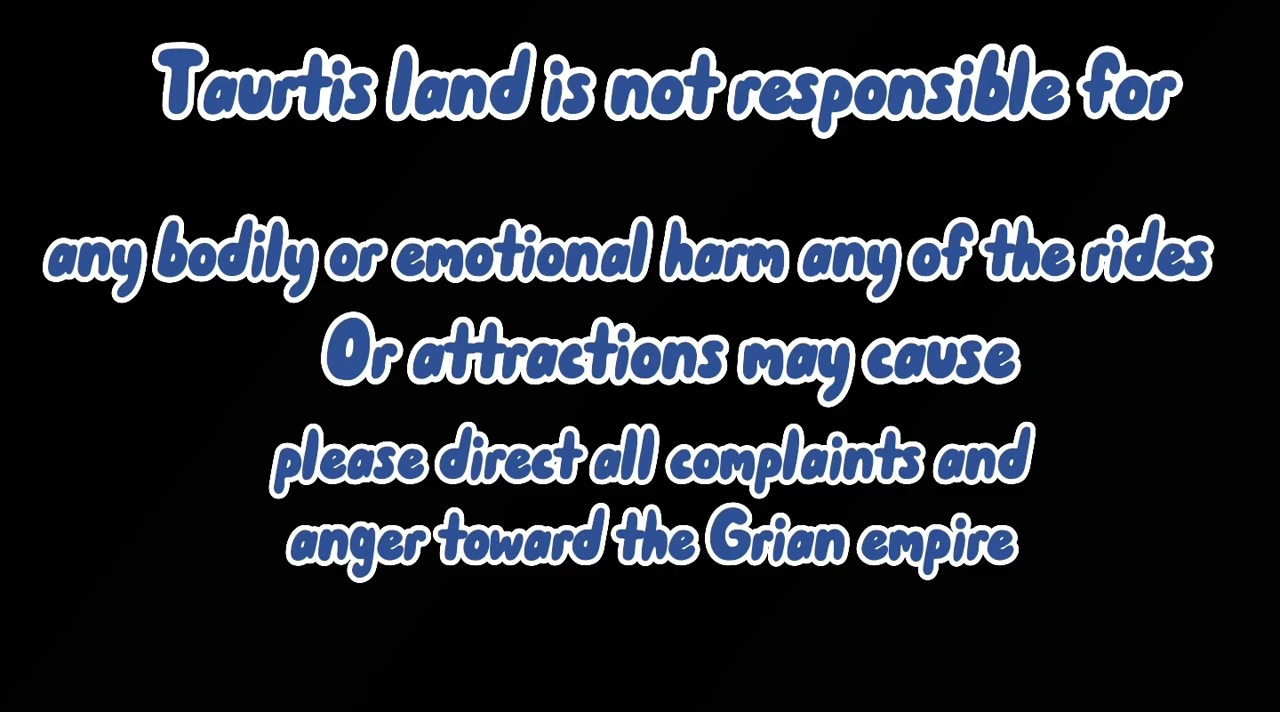 Taurtis land is not responsible for
any bodily or emotional harm any of the rides
Or attractions may cause
please direct all complaints and
anger toward the Grian empire